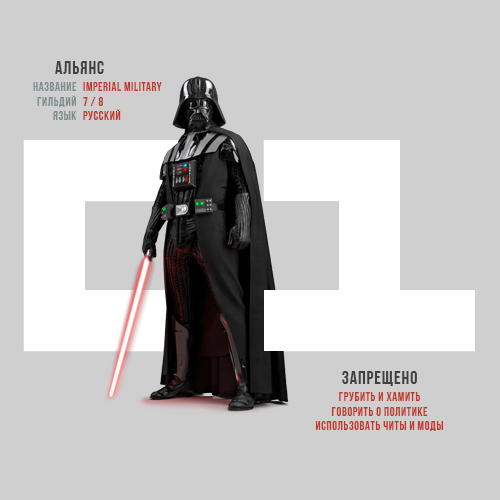 АЛЬЯНС
НАЗВАНИЕ IMPERIAL MILITARY
ГИЛЬДИЙ 7 / 8
ЯЗЫК РУССКИЙ
ЗАПРЕЩЕНО
ГРУБИТЬ И ХАМИТЬ
ГОВОРИТЬ О ПОЛИТИКЕ
ИСПОЛЬЗОВАТЬ ЧИТЫ И МОДЫ